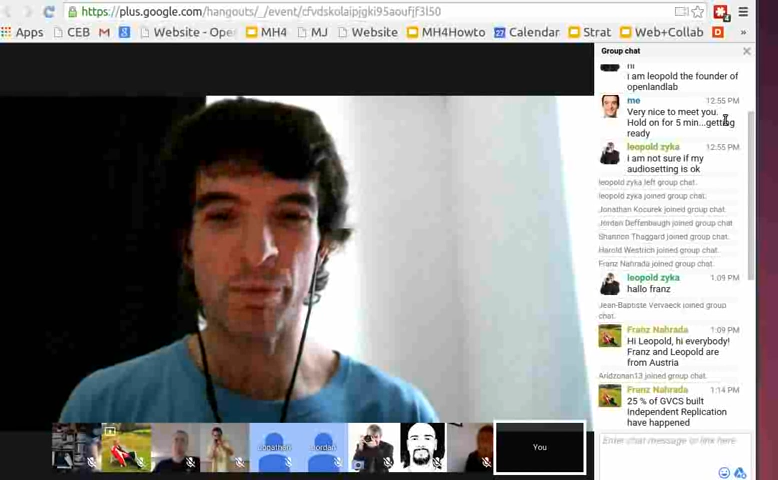 https://plus.google.com/hangouts/_/event/cfvdskolaipjgki95aoufjf3l50
4
Apps CEB Website - Oper MH4 MJ Website MH4Howto 27 Calendar Strat Web+Collab D »
Group chat
hi
i am leopold the founder of
openlandlab
me 12:55 PM
Very nice to meet you.
Hold on for 5 min...getting
ready
leopold zyka 12:55 PM
i am not sure if my
audiosetting is ok
leopold zyka left group chat.
leopold zyka joined group chat.
Jonathan Kocurek joined group chat.
Jordan Deffenbaugh joined group chat
Shannon Thaggard joined group chat.
Harold Westrich joined group chat.
Franz Nahrada joined group chat.
leopold zyka 1:09 PM
hallo franz
Jean-Baptiste Vervaeck joined group
chat.
Franz Nahrada 1:09 PM
Hi Leopold, hi everybody!
Franz and Leopold are
from Austria
Aridzonan13 joined group chat.
Franz Nahrada 1:14 PM
25 % of GVCS built
Independent Replication
have happened
Enter chat message or link here
Jonathan
Jordan
You